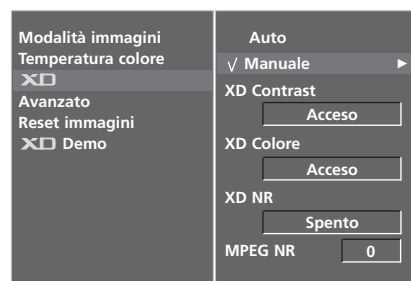 Modalità immagini
Temperatura colore
XD
Avanzato
Reset immagini
XD Demo
Auto
√ Manuale ►
XD Contrast
Acceso
XD Colore
Acceso
XD NR
Spento
MPEG NR 0